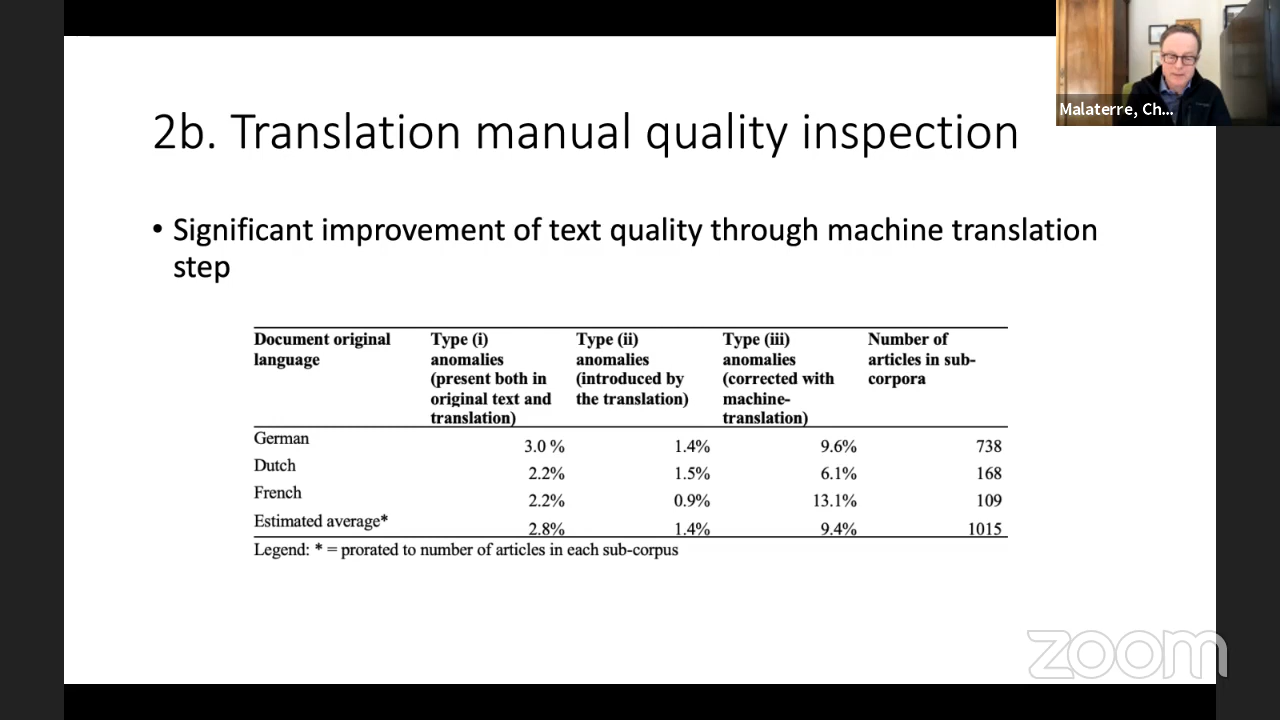 Malaterre, Ch...
2b. Translation manual quality inspection
• Significant improvement of text quality through machine translation
step
Document original language Type (i) anomalies (present both in original text and translation) Type (ii) anomalies (introduced by the translation) Type (iii) anomalies (corrected with machine-translation) Number of articles in sub-corpora
German 3.0 % 1.4% 9.6% 738
Dutch 2.2% 1.5% 6.1% 168
French 2.2% 0.9% 13.1% 109
Estimated average* 2.8% 1.4% 9.4% 1015
Legend: * = prorated to number of articles in each sub-corpus
zoom